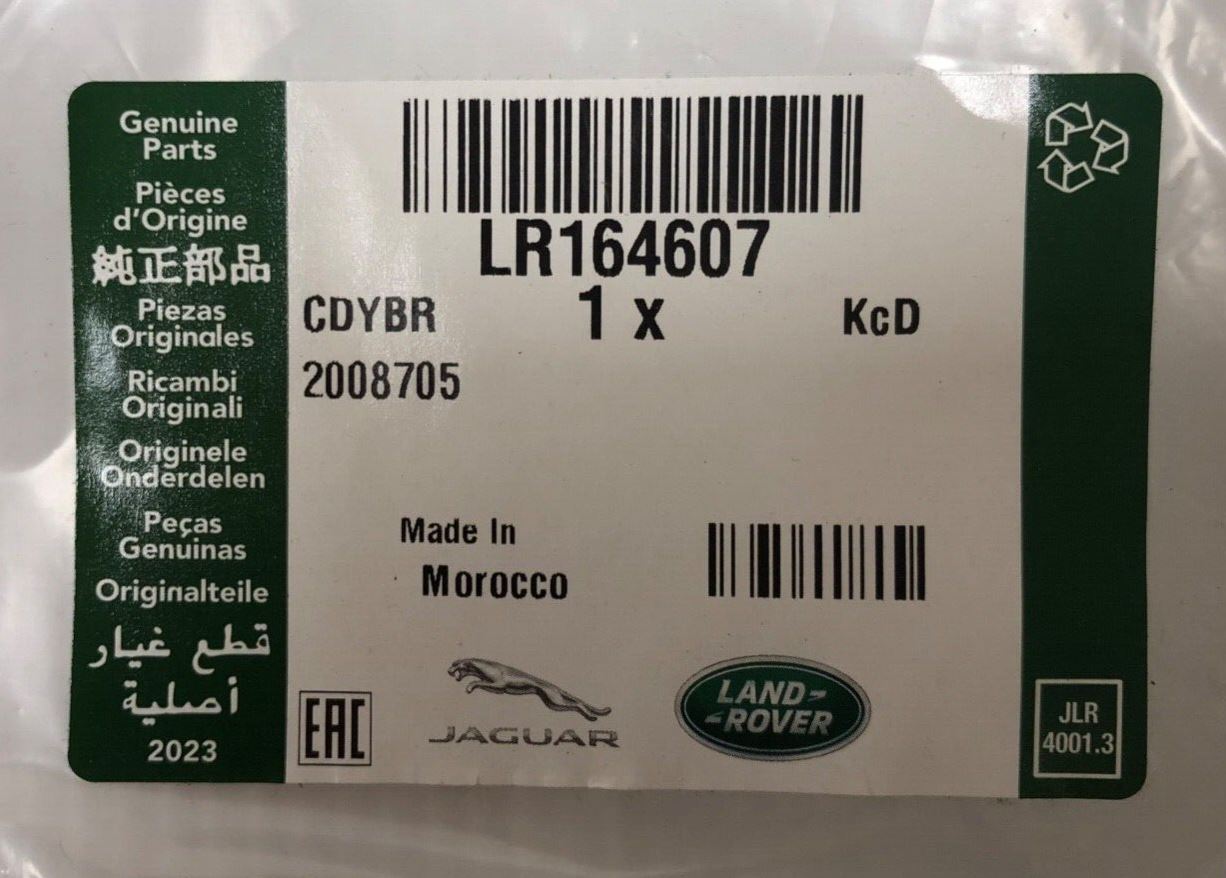 Genuine
Parts
Pièces
d'Origine
純正部品
Piezas
Originales
Ricambi
Originali
Originele
Onderdelen
Peças
Genuinas
Originalteile
قطع غيار
أصلية
2023
LR164607
CDYBR
1 x
KcD
2008705
Made In
Morocco
EAC
JAGUAR
LAND-
-ROVER
JLR
4001.3